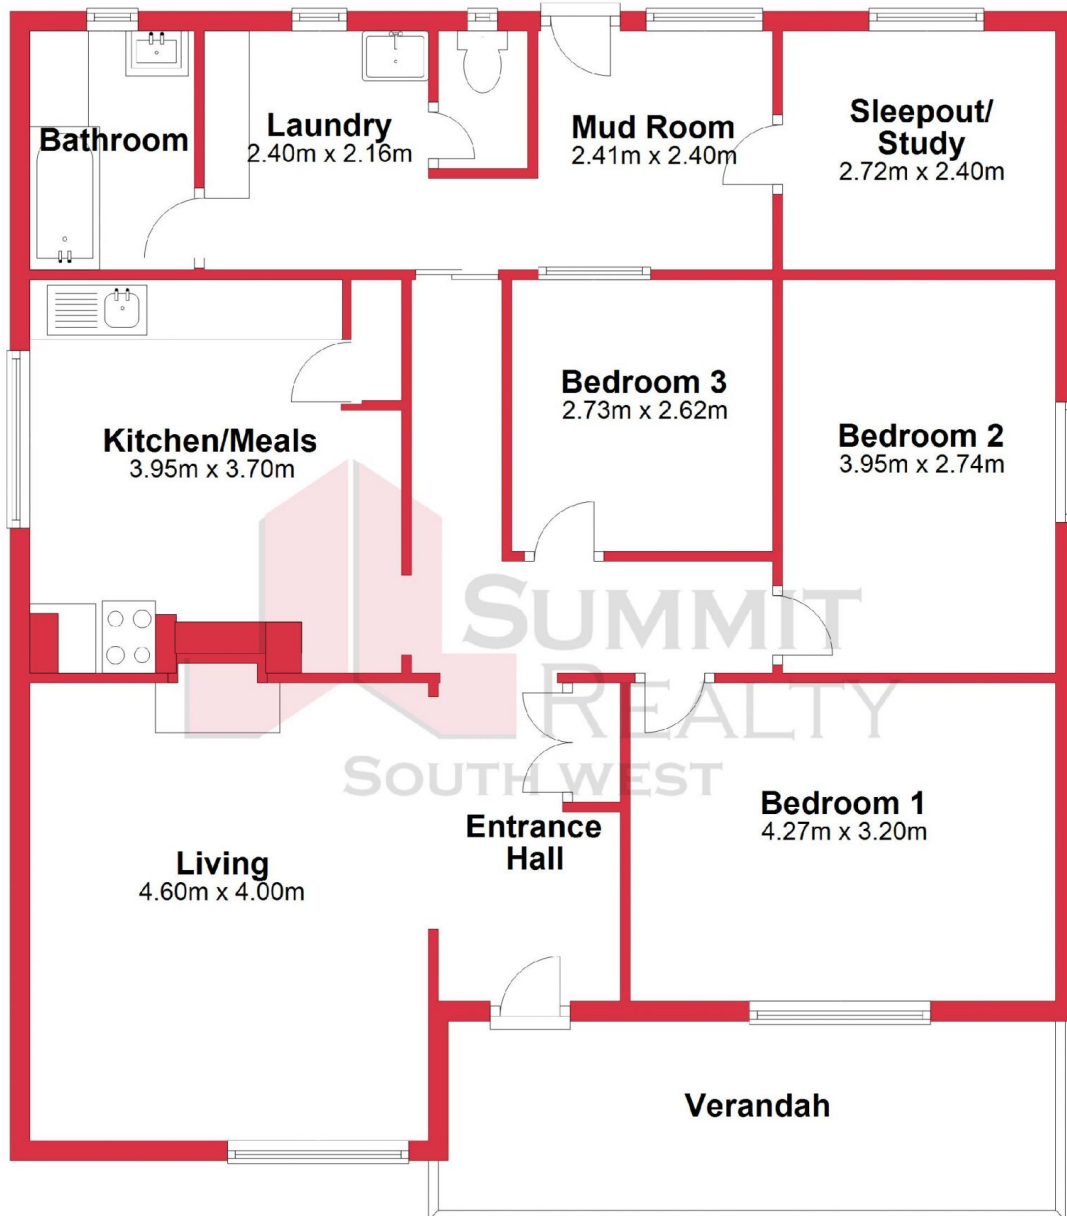 Bathroom
Laundry
2.40m x 2.16m
Mud Room
2.41m x 2.40m
Sleepout/
Study
2.72m x 2.40m
Kitchen/Meals
3.95m x 3.70m
Bedroom 3
2.73m x 2.62m
Bedroom 2
3.95m x 2.74m
SUMMIT
REALTY
SOUTH WEST
Living
4.60m x 4.00m
Entrance
Hall
Bedroom 1
4.27m x 3.20m
Verandah